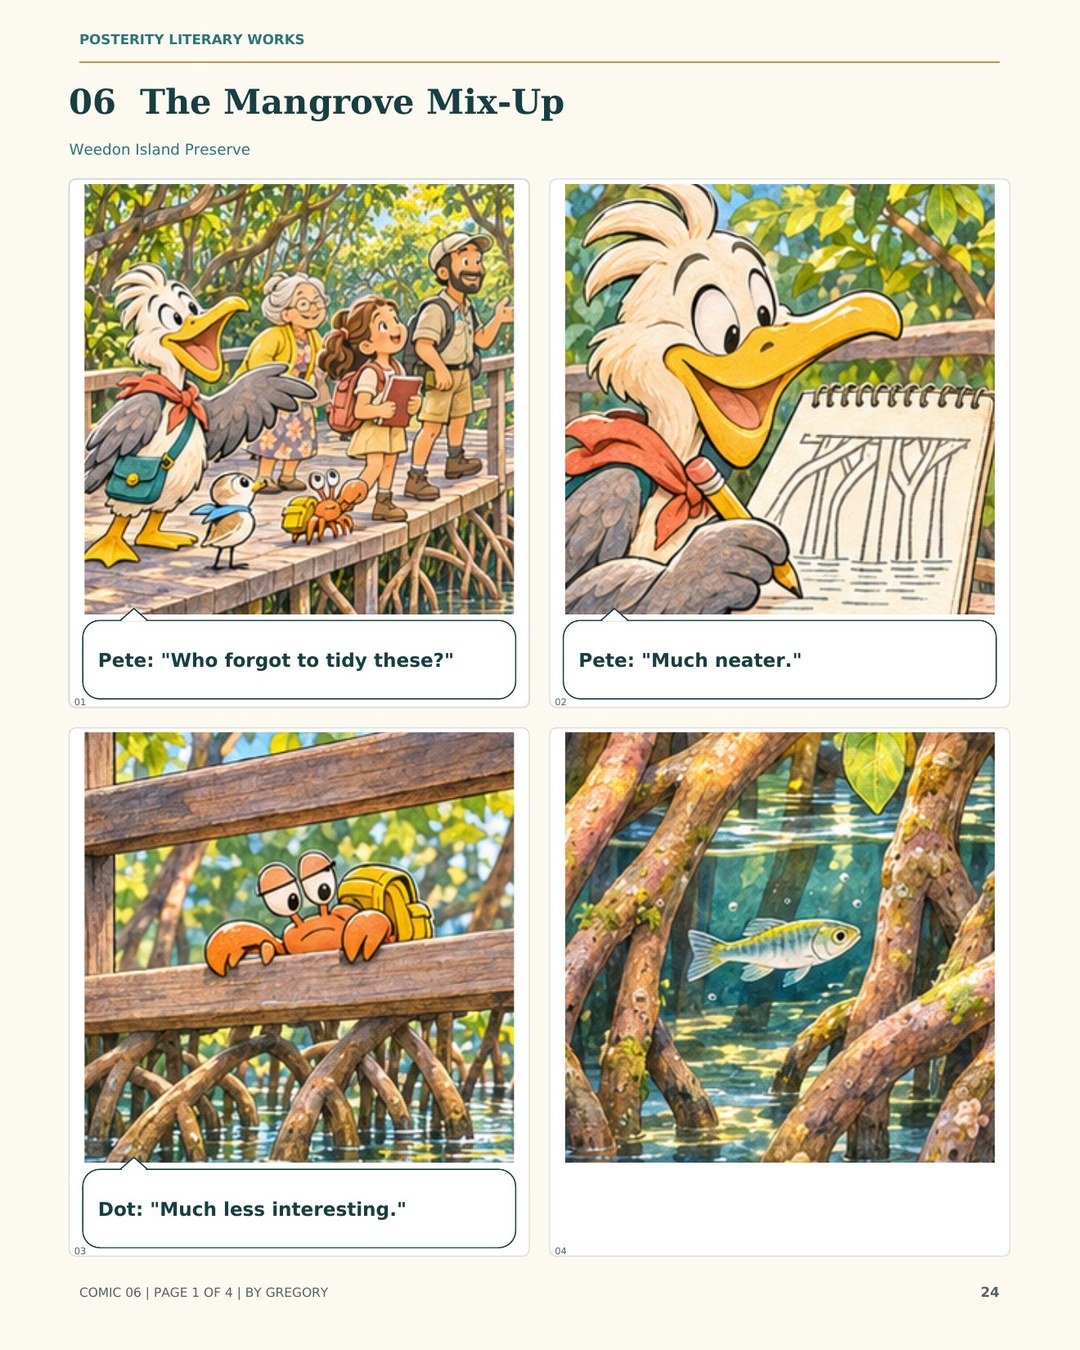 POSTERITY LITERARY WORKS
06 The Mangrove Mix-Up
Weedon Island Preserve
Pete: "Who forgot to tidy these?"
01
Pete: "Much neater."
02
Dot: "Much less interesting."
03
04
COMIC 06 | PAGE 1 OF 4 | BY GREGORY
24